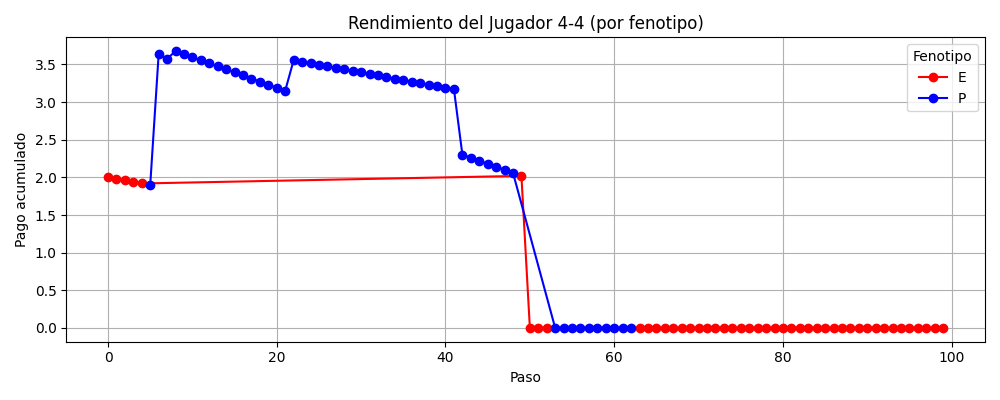 Rendimiento del Jugador 4-4 (por fenotipo)
Pago acumulado
3.5
3.0
2.5
2.0
1.5
1.0
0.5
0.0
Fenotipo
E
P
0 20 40 60 80 100
Paso